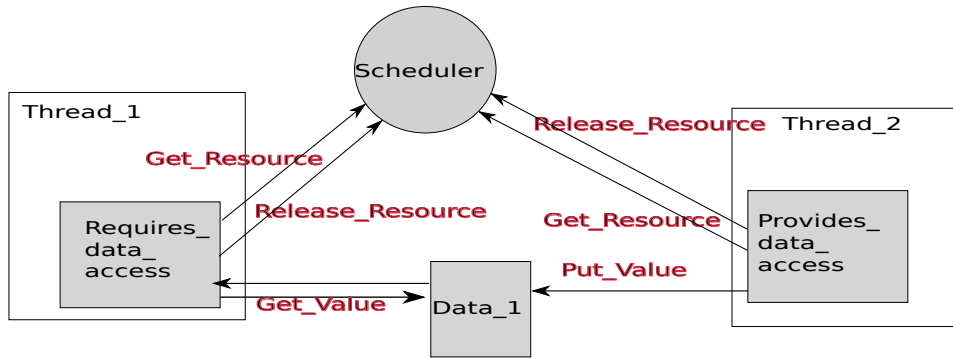 Scheduler
Thread_1
Release_Resource
Thread_2
Get_Resource
Release_Resource
Get_Resource
Requires_
data_
access
Provides_
data_
access
Put_Value
Get_Value
Data_1